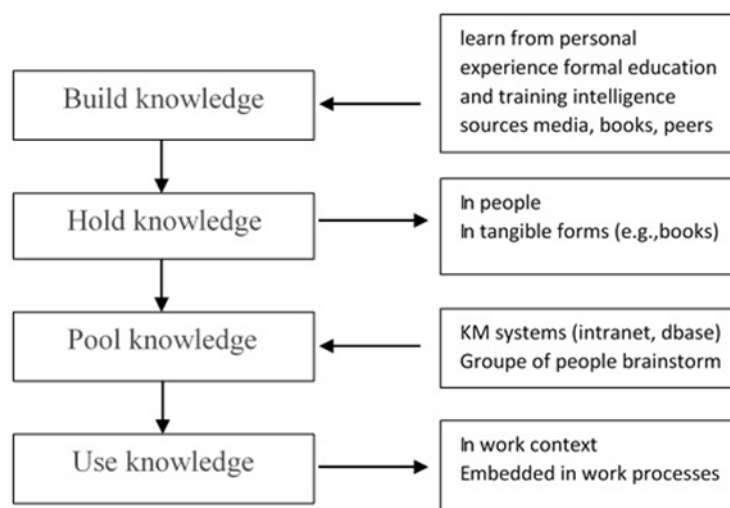 Build knowledge
learn from personal
experience formal education
and training intelligence
sources media, books, peers
Hold knowledge
In people
In tangible forms (e.g.,books)
Pool knowledge
KM systems (intranet, dbase)
Groupe of people brainstorm
Use knowledge
In work context
Embedded in work processes